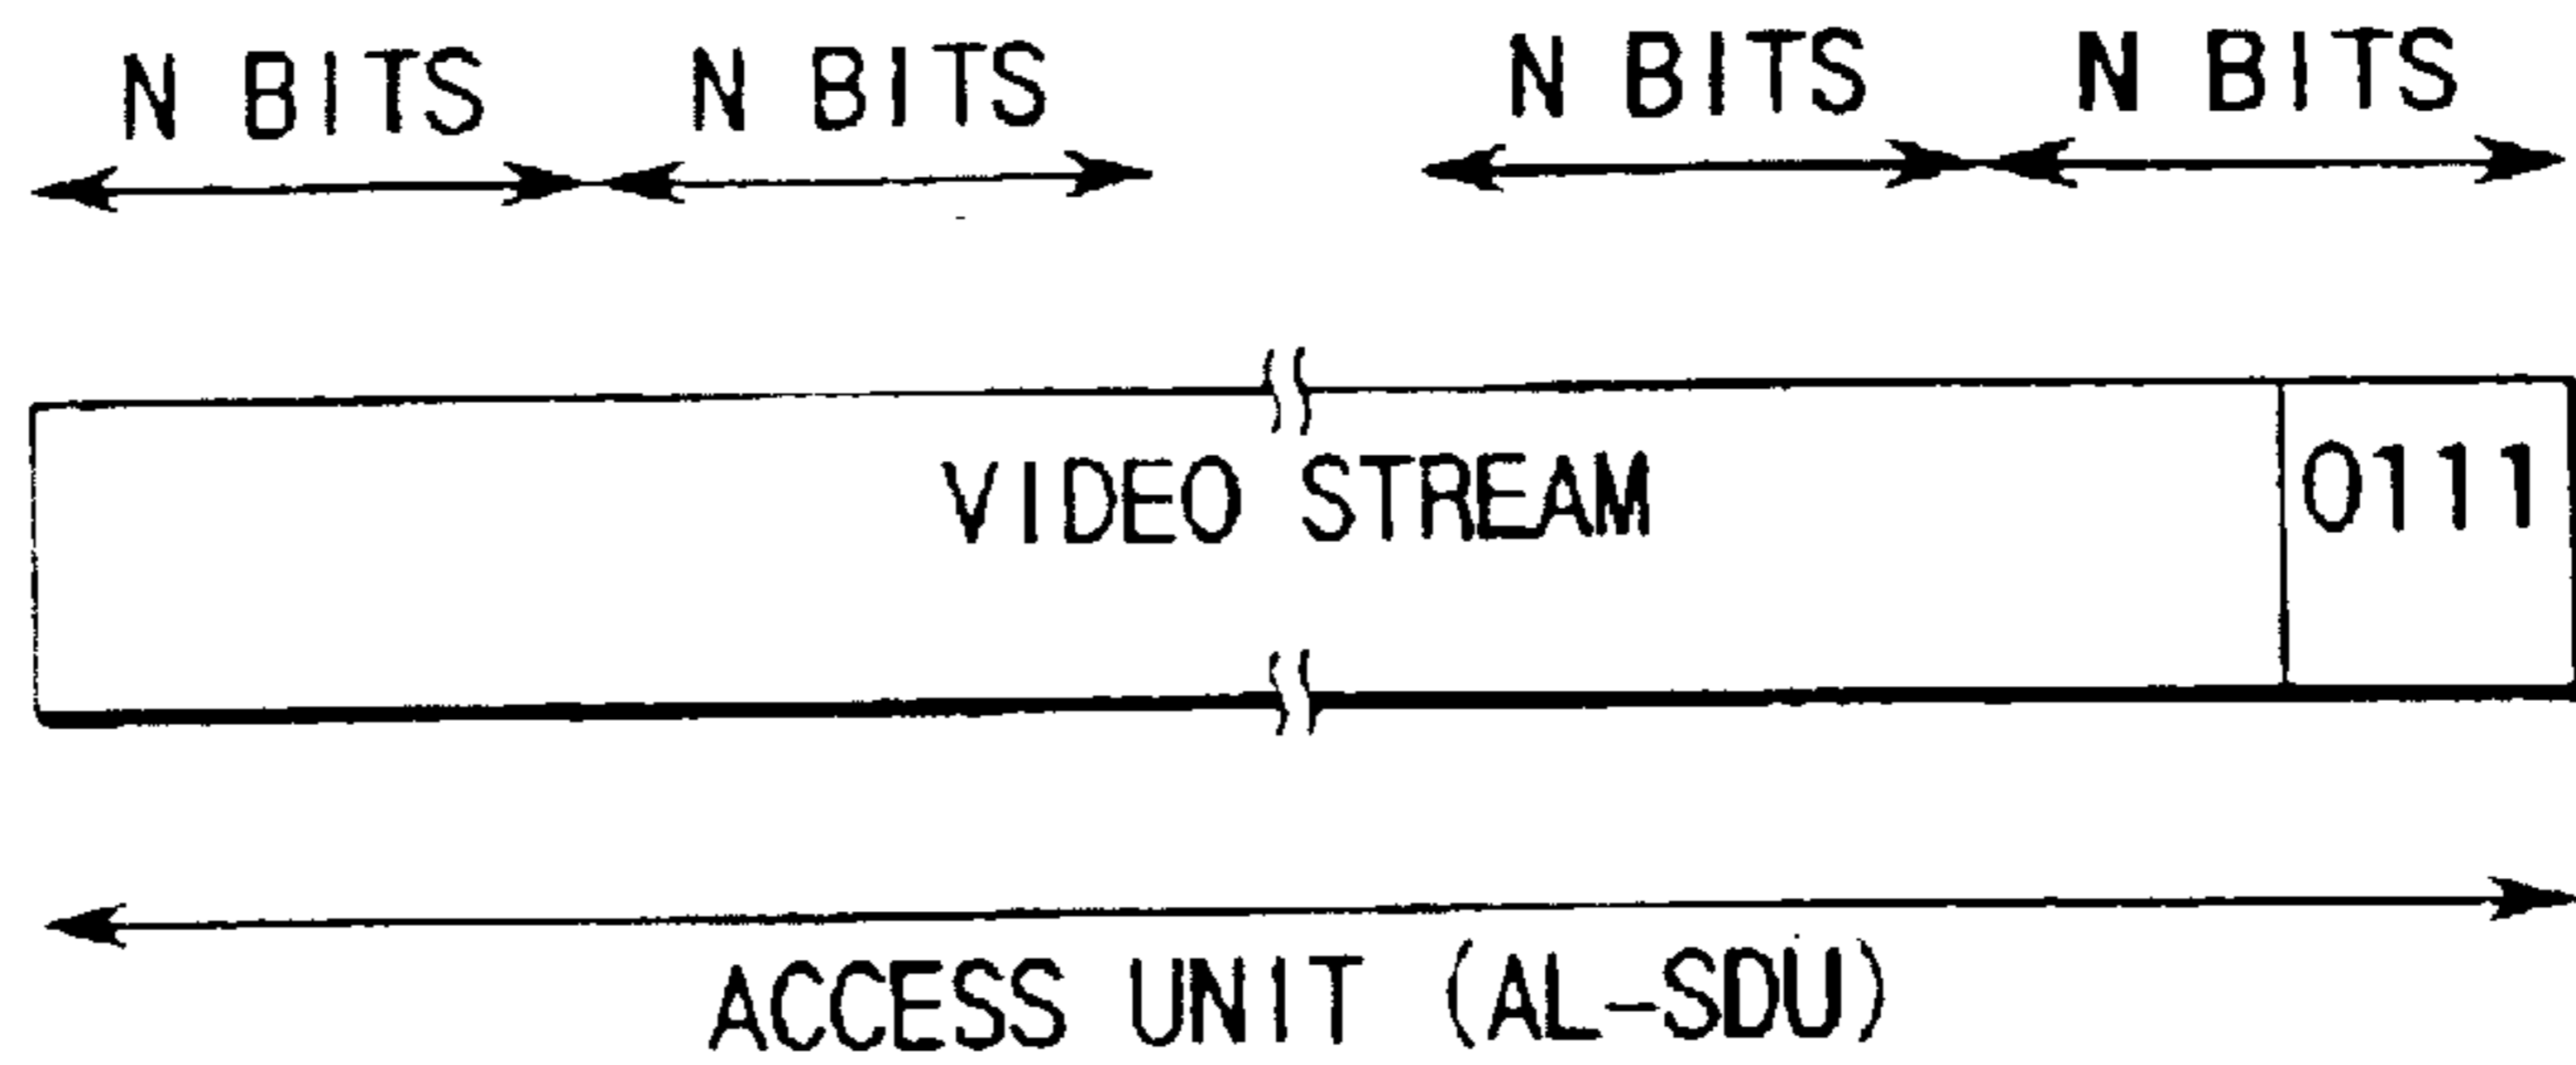 N BITS N BITS N BITS N BITS
VIDEO STREAM 0111
ACCESS UNIT (AL-SDU)